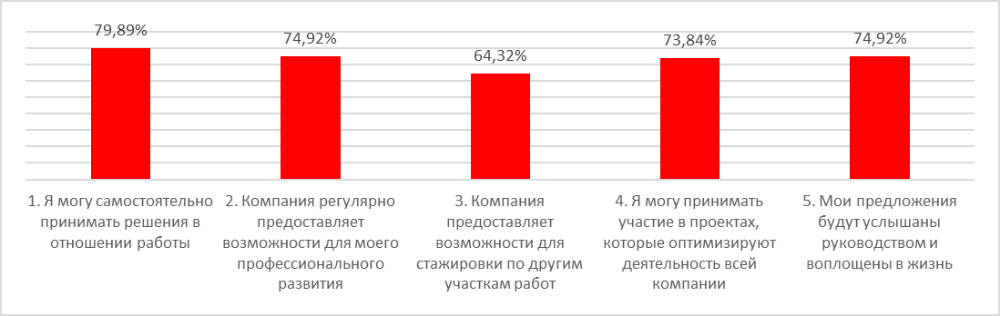 79,89%
74,92%
64,32%
73,84%
74,92%
1. Я могу самостоятельно
принимать решения в
отношении работы
2. Компания регулярно
предоставляет
возможности для моего
профессионального
развития
3. Компания
предоставляет
возможности для
стажировки по другим
участкам работ
4. Я могу принимать
участие в проектах,
которые оптимизируют
деятельность всей
компании
5. Мои предложения
будут услышаны
руководством и
воплощены в жизнь